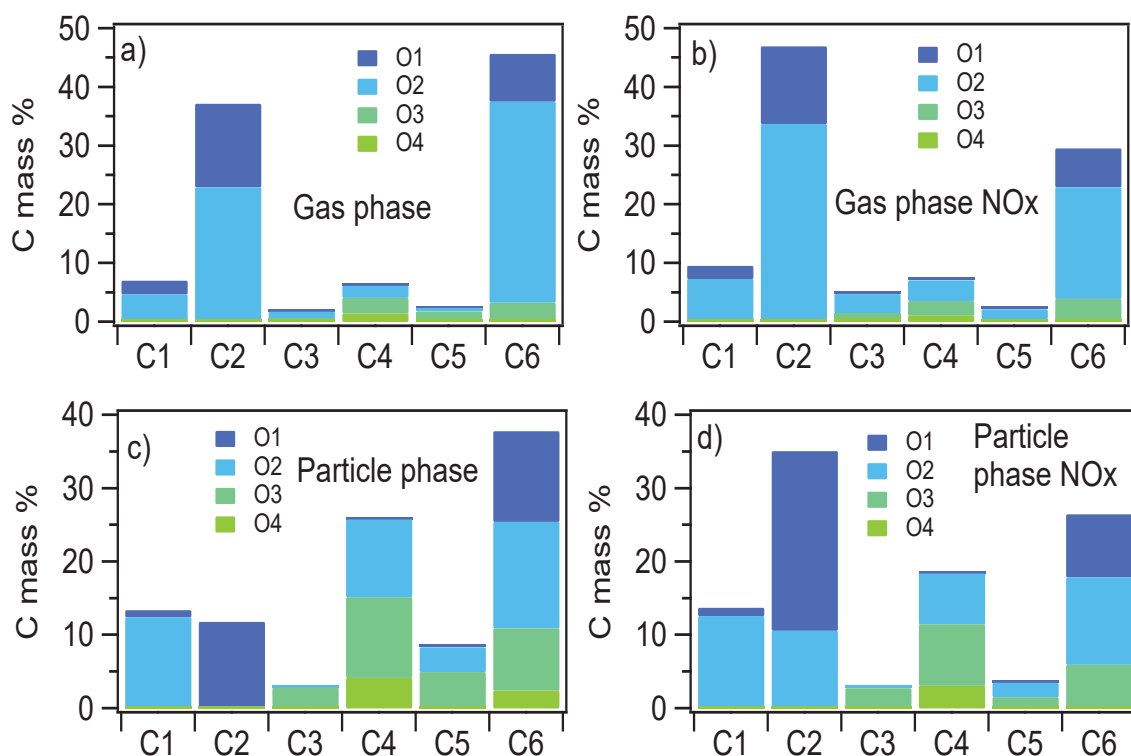 a)
C mass %
50
40
30
20
10
0
O1
O2
O3
O4
Gas phase
C1 C2 C3 C4 C5 C6
b)
C mass %
50
40
30
20
10
0
O1
O2
O3
O4
Gas phase NOx
C1 C2 C3 C4 C5 C6
c)
C mass %
40
30
20
10
0
O1
O2
O3
O4
Particle phase
C1 C2 C3 C4 C5 C6
d)
C mass %
40
30
20
10
0
O1
O2
O3
O4
Particle
phase NOx
C1 C2 C3 C4 C5 C6